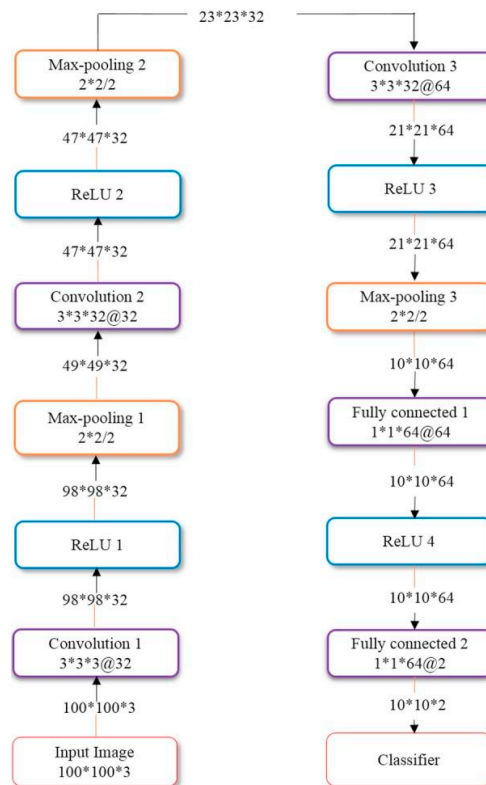 23*23*32
Max-pooling 2
2*2/2
47*47*32
ReLU 2
47*47*32
Convolution 2
3*3*32@32
49*49*32
Max-pooling 1
2*2/2
98*98*32
ReLU 1
98*98*32
Convolution 1
3*3*3@32
100*100*3
Input Image
100*100*3
Convolution 3
3*3*32@64
21*21*64
ReLU 3
21*21*64
Max-pooling 3
2*2/2
10*10*64
Fully connected 1
1*1*64@64
10*10*64
ReLU 4
10*10*64
Fully connected 2
1*1*64@2
10*10*2
Classifier